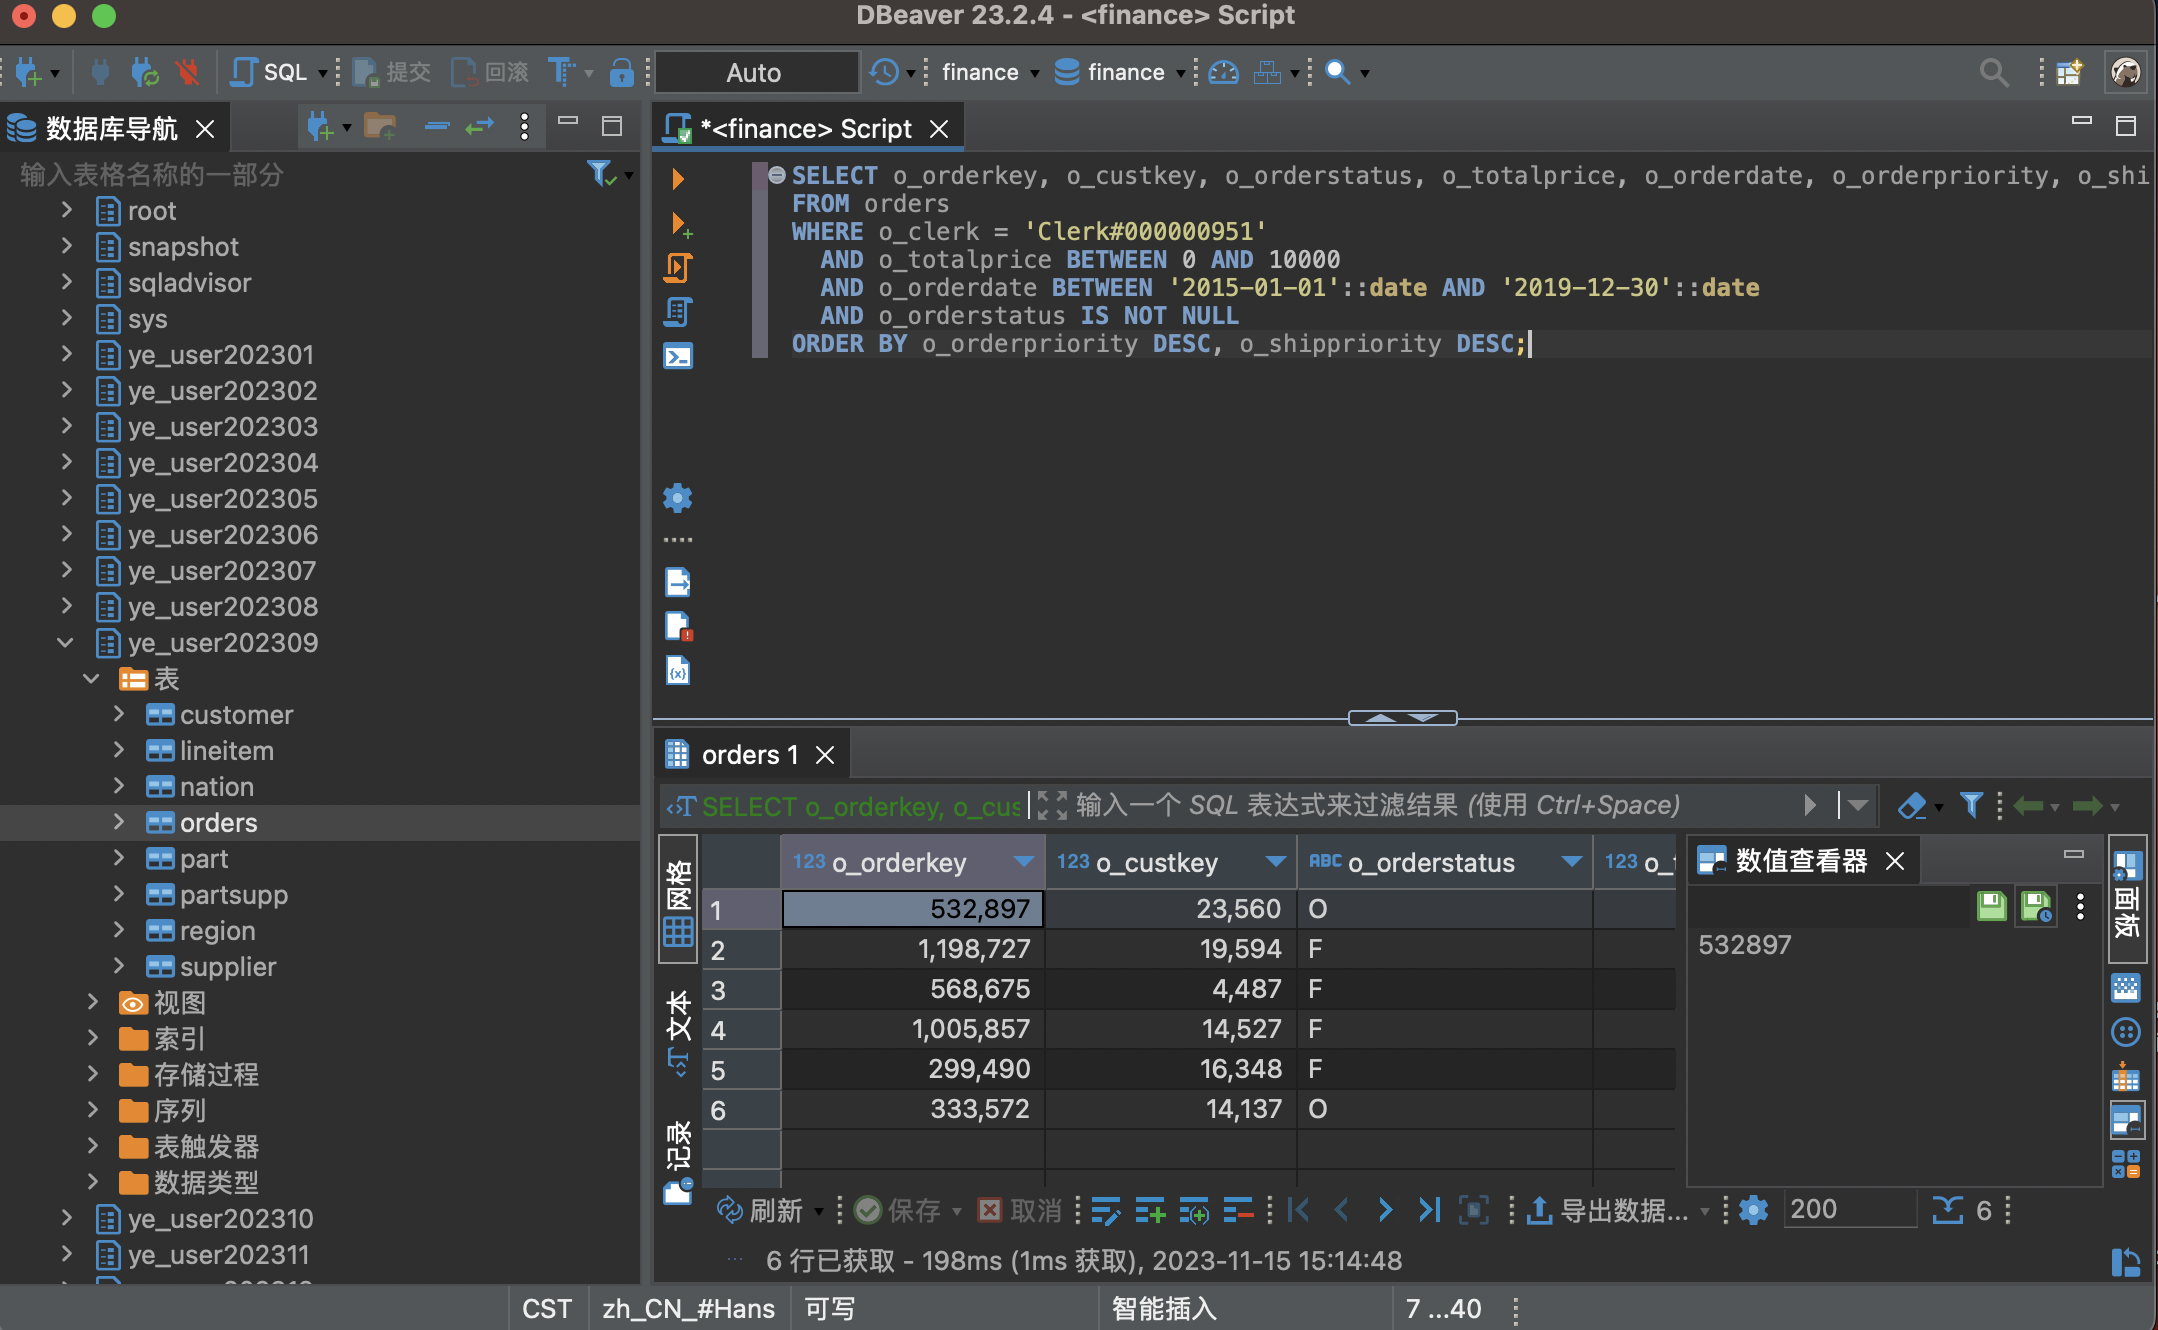 DBeaver 23.2.4 - <finance> Script
SQL 提交 回滚 Auto finance finance
数据库导航
*<finance> Script
输入表格名称的一部分
root
snapshot
sqladvisor
sys
ye_user202301
ye_user202302
ye_user202303
ye_user202304
ye_user202305
ye_user202306
ye_user202307
ye_user202308
ye_user202309
表
customer
lineitem
nation
orders
part
partsupp
region
supplier
视图
索引
存储过程
序列
表触发器
数据类型
ye_user202310
ye_user202311
SELECT o_orderkey, o_custkey, o_orderstatus, o_totalprice, o_orderdate, o_orderpriority, o_shi
FROM orders
WHERE o_clerk = 'Clerk#000000951'
AND o_totalprice BETWEEN 0 AND 10000
AND o_orderdate BETWEEN '2015-01-01'::date AND '2019-12-30'::date
AND o_orderstatus IS NOT NULL
ORDER BY o_orderpriority DESC, o_shippriority DESC;
orders 1
SELECT o_orderkey, o_cus 输入一个 SQL 表达式来过滤结果 (使用 Ctrl+Space)
网格
文本
记录
123 o_orderkey 123 o_custkey ABC o_orderstatus 123 o_
1 532,897 23,560 O
2 1,198,727 19,594 F
3 568,675 4,487 F
4 1,005,857 14,527 F
5 299,490 16,348 F
6 333,572 14,137 O
数值查看器
532897
面板
刷新 保存 取消 导出数据... 200 6
6 行已获取 - 198ms (1ms 获取), 2023-11-15 15:14:48
CST zh_CN_#Hans 可写 智能插入 7 ...40